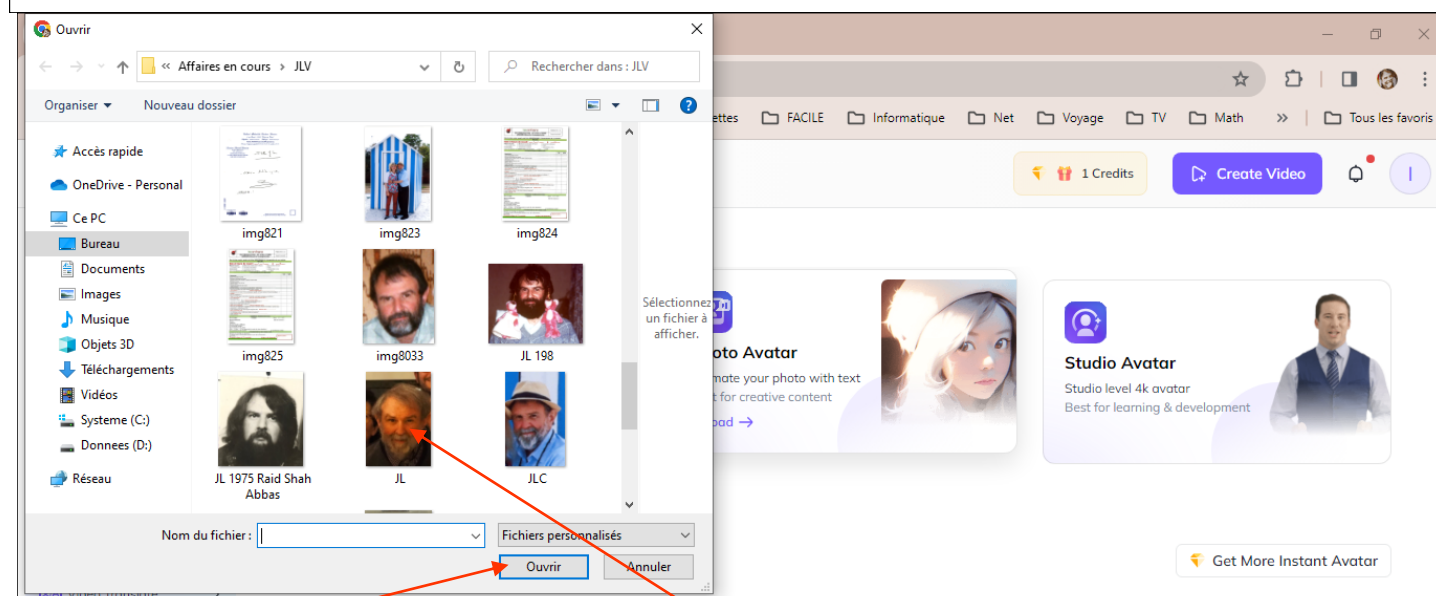 Ouvrir
« Affaires en cours › JLV
Rechercher dans : JLV
Organiser
Nouveau dossier
Accès rapide
OneDrive - Personal
Ce PC
Bureau
Documents
Images
Musique
Objets 3D
Téléchargements
Vidéos
Systeme (C:)
Donnees (D:)
Réseau
img821
img823
img824
img825
img8033
JL 198
JL 1975 Raid Shah
Abbas
JL
JLC
Sélectionnez
un fichier à
afficher.
Nom du fichier :
Fichiers personnalisés
Ouvrir
Annuler
ettes
FACILE
Informatique
Net
Voyage
TV
Math
»
Tous les favoris
1 Credits
Create Video
I
oto Avatar
mate your photo with text
t for creative content
oad →
Studio Avatar
Studio level 4k avatar
Best for learning & development
Get More Instant Avatar